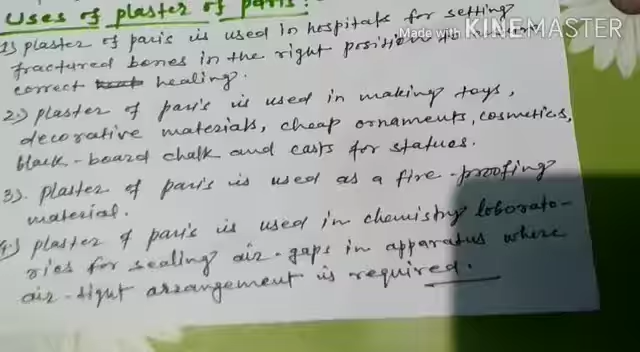 Uses of plaster of paris:
Made with KINEMASTER
1) plaster of paris is used in hospitals for setting
fractured bones in the right position to
correct healing.
2) plaster of paris is used in making toys,
decorative materials, cheap ornaments, cosmetics,
black-board chalk and casts for statues.
3). plaster of paris is used as a fire-proofing
material.
4) plaster of paris is used in chemistry loborato-
ries for sealing air-gaps in apparatus where
air-tight arrangement is required.